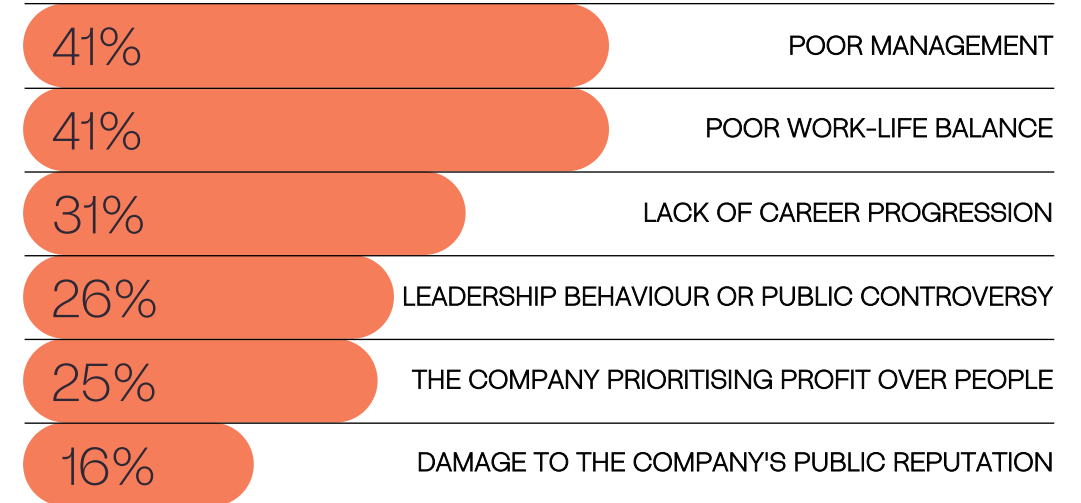 41% POOR MANAGEMENT
41% POOR WORK-LIFE BALANCE
31% LACK OF CAREER PROGRESSION
26% LEADERSHIP BEHAVIOUR OR PUBLIC CONTROVERSY
25% THE COMPANY PRIORITISING PROFIT OVER PEOPLE
16% DAMAGE TO THE COMPANY'S PUBLIC REPUTATION